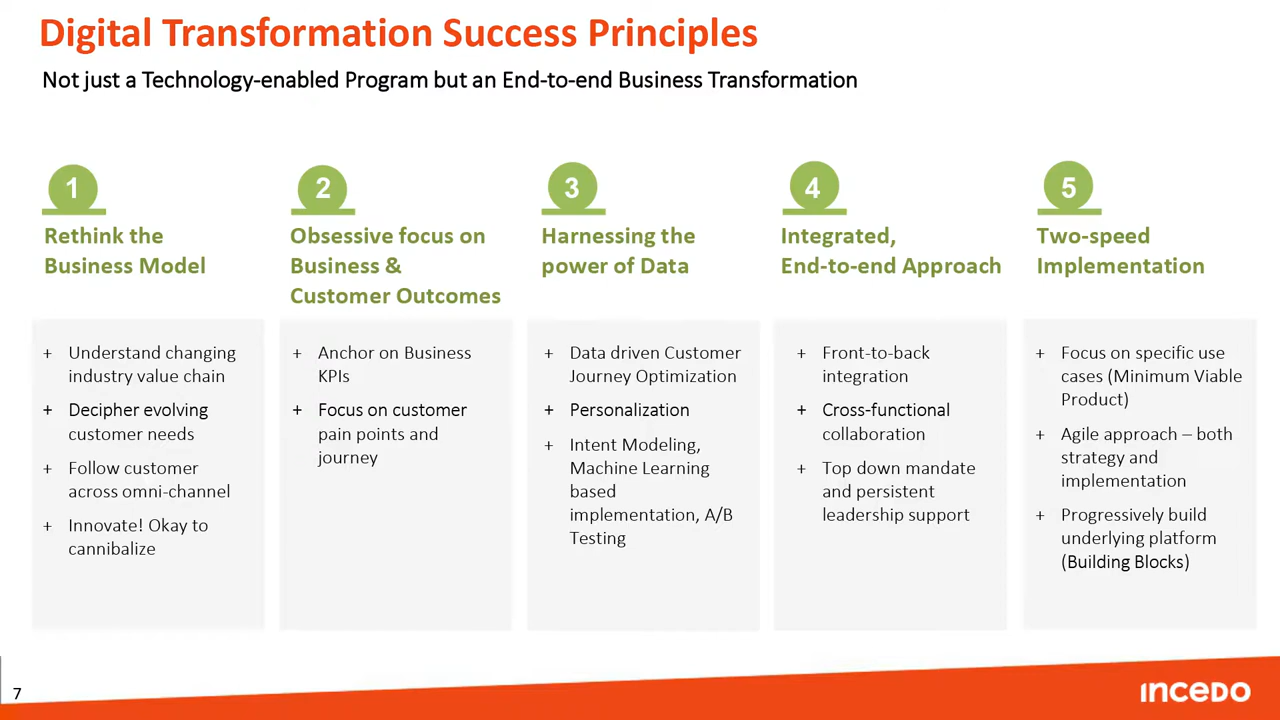 Digital Transformation Success Principles
Not just a Technology-enabled Program but an End-to-end Business Transformation
1
Rethink the
Business Model
+ Understand changing
industry value chain
+ Decipher evolving
customer needs
+ Follow customer
across omni-channel
+ Innovate! Okay to
cannibalize
2
Obsessive focus on
Business &
Customer Outcomes
+ Anchor on Business
KPIs
+ Focus on customer
pain points and
journey
3
Harnessing the
power of Data
+ Data driven Customer
Journey Optimization
+ Personalization
+ Intent Modeling,
Machine Learning
based
implementation, A/B
Testing
4
Integrated,
End-to-end Approach
+ Front-to-back
integration
+ Cross-functional
collaboration
+ Top down mandate
and persistent
leadership support
5
Two-speed
Implementation
+ Focus on specific use
cases (Minimum Viable
Product)
+ Agile approach – both
strategy and
implementation
+ Progressively build
underlying platform
(Building Blocks)
7
INCEDO